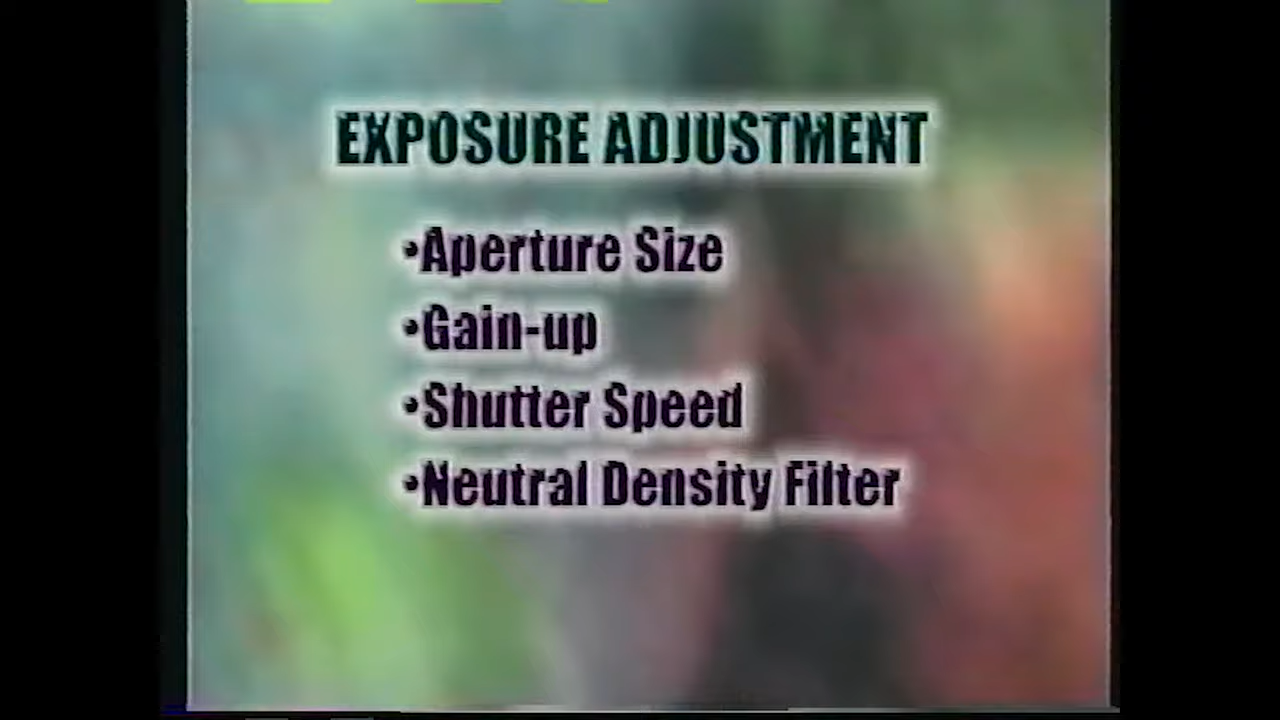 EXPOSURE ADJUSTMENT
•Aperture Size
•Gain-up
•Shutter Speed
•Neutral Density Filter